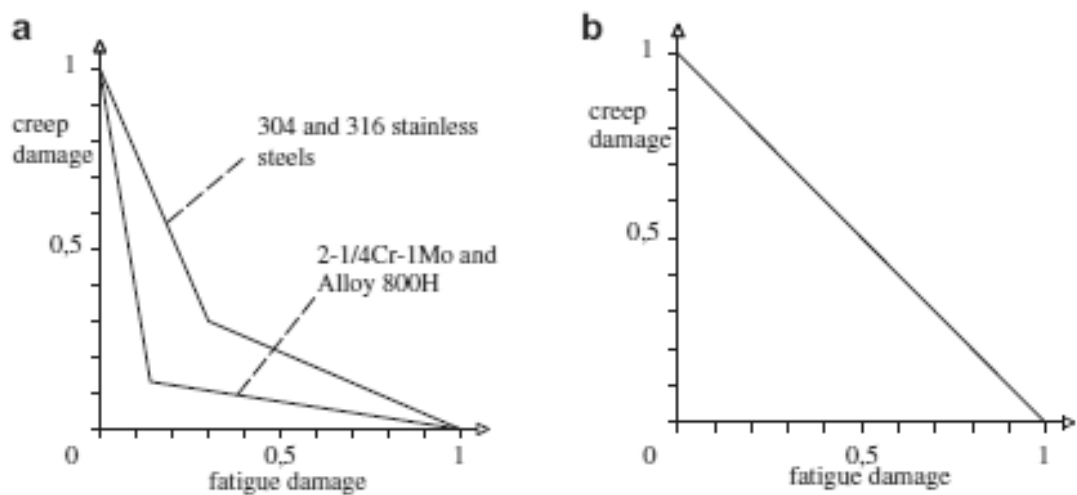 a
1
creep
damage
304 and 316 stainless
steels
0,5
2-1/4Cr-1Mo and
Alloy 800H
0
0,5
1
fatigue damage
b
1
creep
damage
0,5
0
0,5
1
fatigue damage